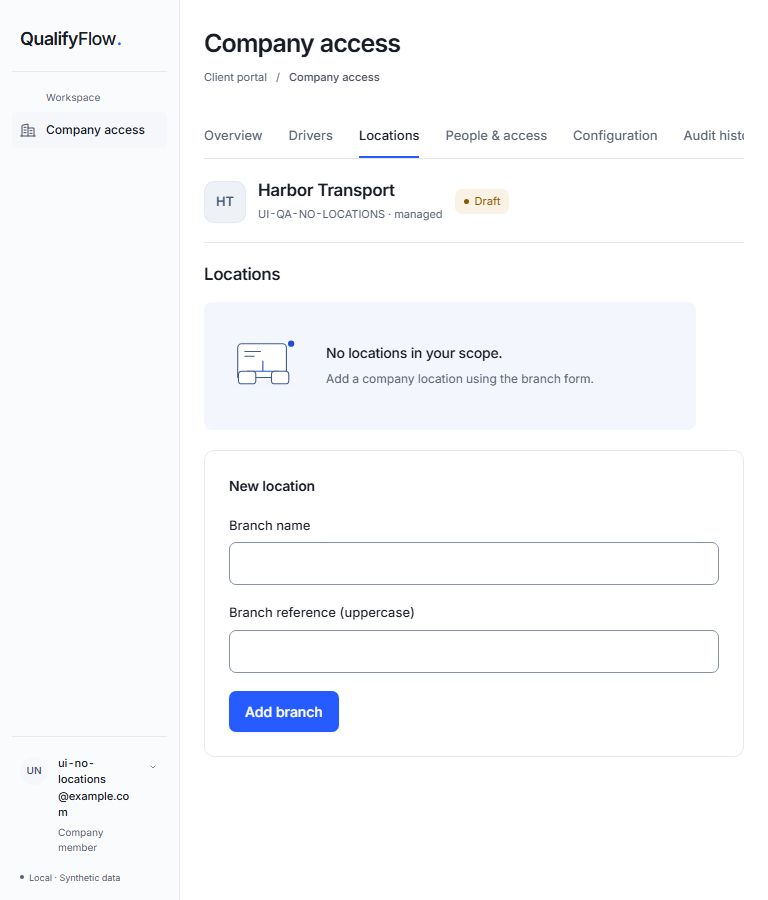 QualifyFlow.
Workspace
Company access
Company access
Client portal / Company access
Overview Drivers Locations People & access Configuration Audit histo
HT
Harbor Transport
UI-QA-NO-LOCATIONS · managed
Draft
Locations
No locations in your scope.
Add a company location using the branch form.
New location
Branch name
Branch reference (uppercase)
Add branch
UN
ui-no-
locations
@example.co
m
Company
member
Local · Synthetic data